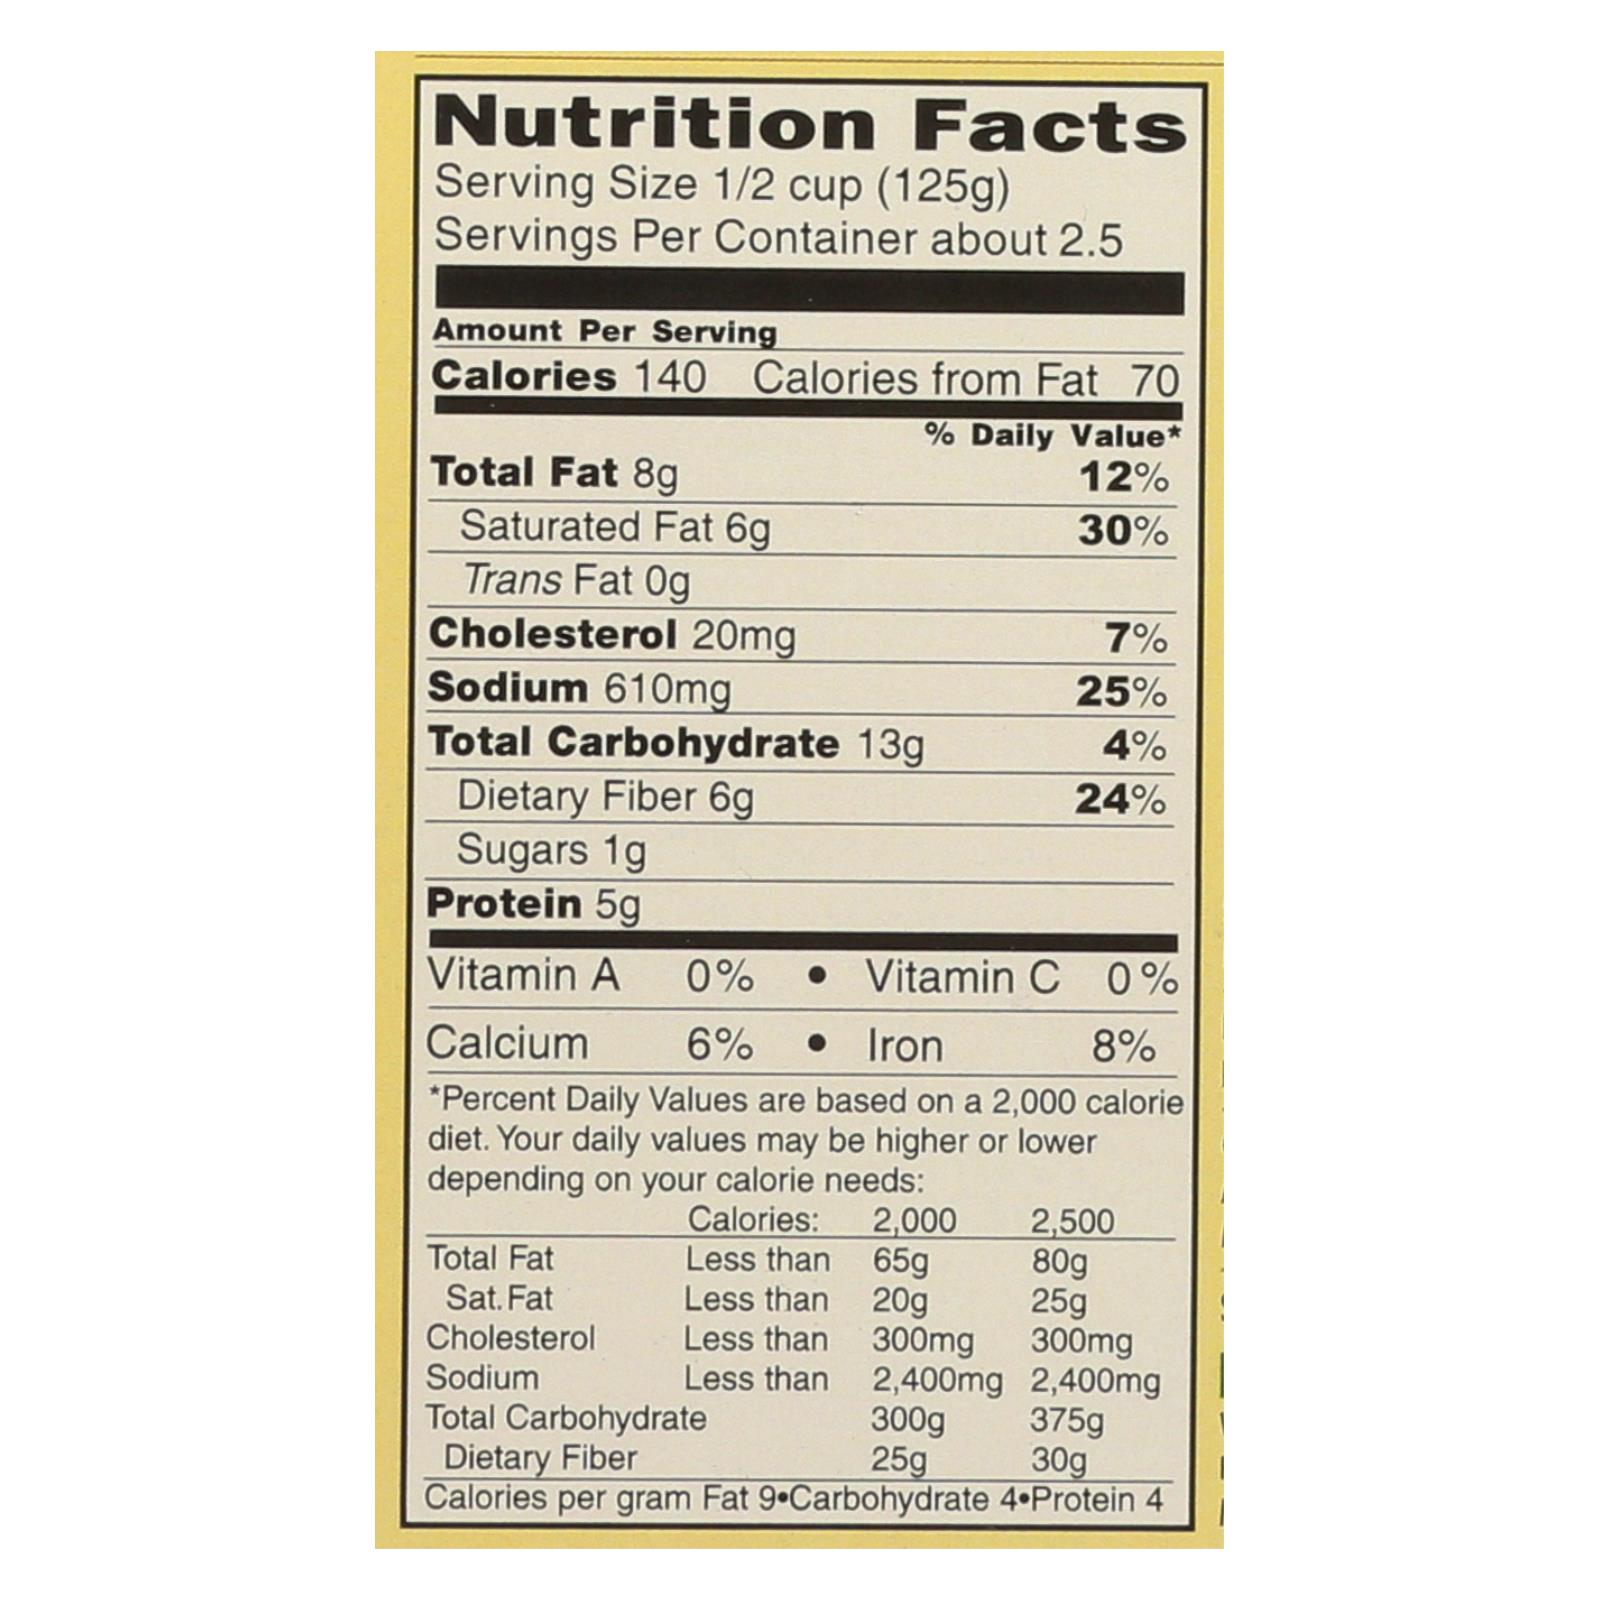 Nutrition Facts
Serving Size 1/2 cup (125g)
Servings Per Container about 2.5
Amount Per Serving
Calories 140 Calories from Fat 70
% Daily Value*
Total Fat 8g 12%
Saturated Fat 6g 30%
Trans Fat 0g
Cholesterol 20mg 7%
Sodium 610mg 25%
Total Carbohydrate 13g 4%
Dietary Fiber 6g 24%
Sugars 1g
Protein 5g
Vitamin A 0% • Vitamin C 0%
Calcium 6% • Iron 8%
*Percent Daily Values are based on a 2,000 calorie
diet. Your daily values may be higher or lower
depending on your calorie needs:
Calories: 2,000 2,500
Total Fat Less than 65g 80g
Sat. Fat Less than 20g 25g
Cholesterol Less than 300mg 300mg
Sodium Less than 2,400mg 2,400mg
Total Carbohydrate 300g 375g
Dietary Fiber 25g 30g
Calories per gram Fat 9•Carbohydrate 4•Protein 4